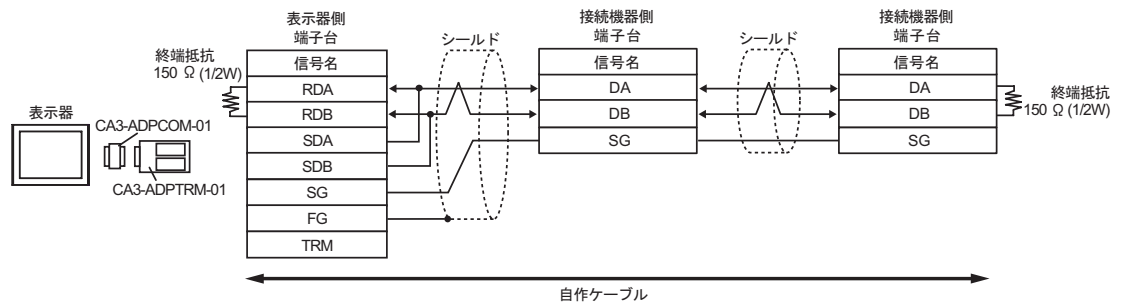 表示器
CA3-ADPCOM-01
CA3-ADPTRM-01
終端抵抗
150 Ω (1/2W)
表示器側
端子台
信号名
RDA
RDB
SDA
SDB
SG
FG
TRM
シールド
接続機器側
端子台
信号名
DA
DB
SG
シールド
接続機器側
端子台
信号名
DA
DB
SG
終端抵抗
150 Ω (1/2W)
自作ケーブル